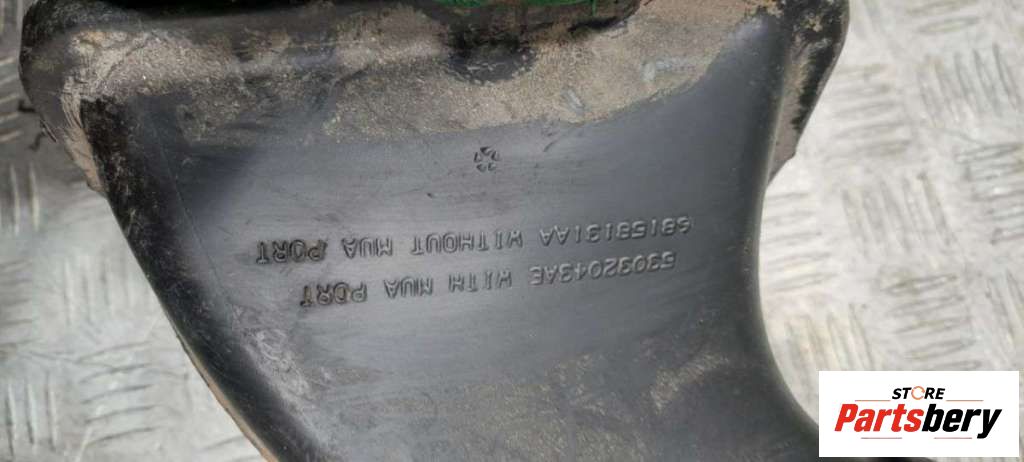 53032043AE WITH MUA PORT
68158131AA WITHOUT MUA PORT
STORE
Partsbery